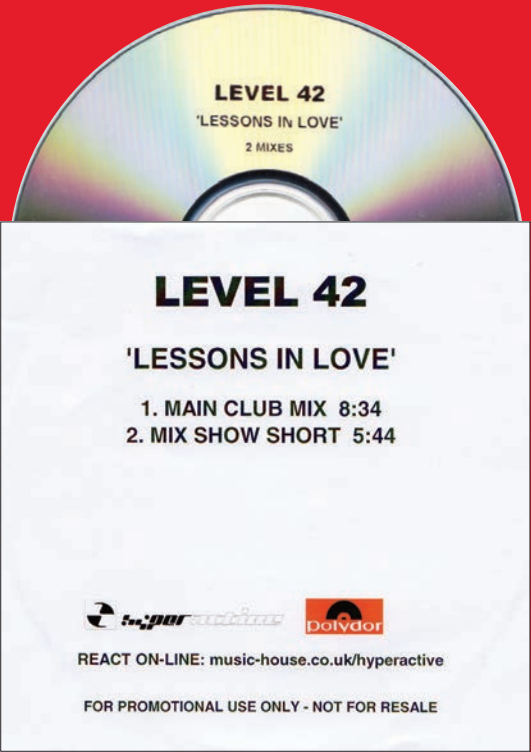 LEVEL 42
'LESSONS IN LOVE'
2 MIXES
LEVEL 42
'LESSONS IN LOVE'
1. MAIN CLUB MIX 8:34
2. MIX SHOW SHORT 5:44
hyperactive
polydor
REACT ON-LINE: music-house.co.uk/hyperactive
FOR PROMOTIONAL USE ONLY - NOT FOR RESALE